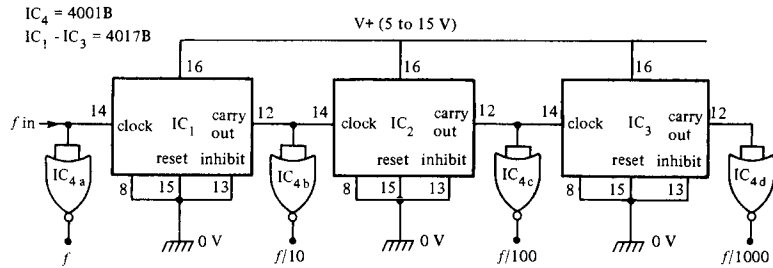 IC4 = 4001B
IC1 - IC3 = 4017B
V+ (5 to 15 V)
16
16
16
f in
14
clock
IC1
carry out
12
14
clock
IC2
carry out
12
14
clock
IC3
carry out
12
reset
inhibit
reset
inhibit
reset
inhibit
IC4a
8
15
13
IC4b
8
15
13
IC4c
8
15
13
IC4d
f
0 V
f/10
0 V
f/100
0 V
f/1000